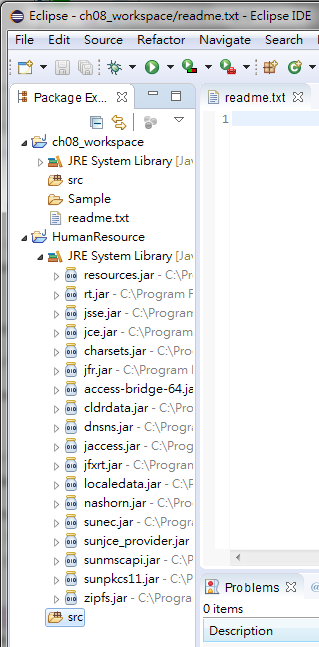 Eclipse - ch08_workspace/readme.txt - Eclipse IDE
File Edit Source Refactor Navigate Search
Package Ex...
readme.txt
1
ch08_workspace
JRE System Library [Jav
src
Sample
readme.txt
HumanResource
JRE System Library [Jav
resources.jar - C:\Prog
rt.jar - C:\Program F
jsse.jar - C:\Program
jce.jar - C:\Program
charsets.jar - C:\Prog
jfr.jar - C:\Program
access-bridge-64.ja
cldrdata.jar - C:\Prog
dnsns.jar - C:\Prog
jaccess.jar - C:\Prog
jfxrt.jar - C:\Program
localedata.jar - C:\P
nashorn.jar - C:\Pro
sunec.jar - C:\Prog
sunjce_provider.jar
sunmscapi.jar - C:\
sunpkcs11.jar - C:\
zipfs.jar - C:\Progra
src
Problems
0 items
Description